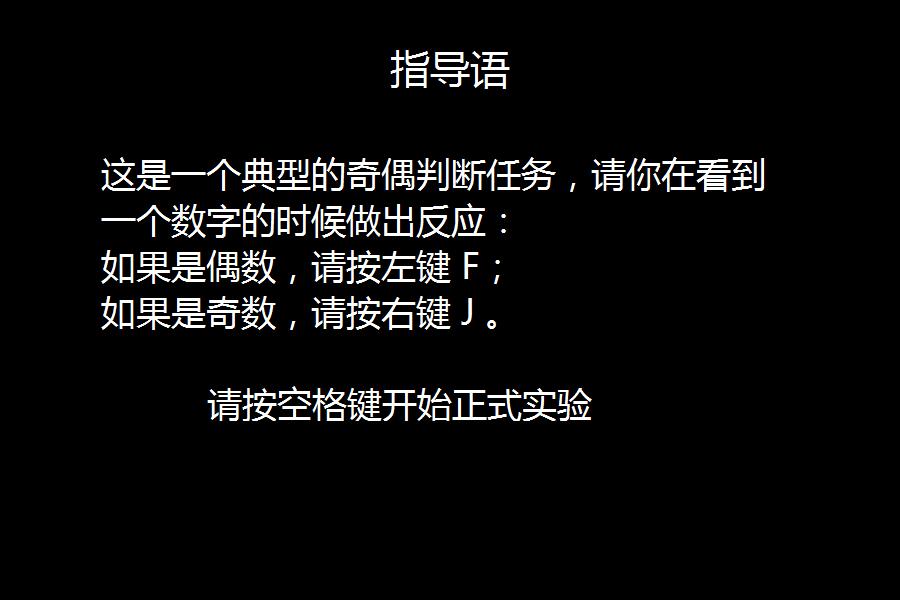 指导语
这是一个典型的奇偶判断任务，请你在看到
一个数字的时候做出反应：
如果是偶数，请按左键 F；
如果是奇数，请按右键 J 。
请按空格键开始正式实验